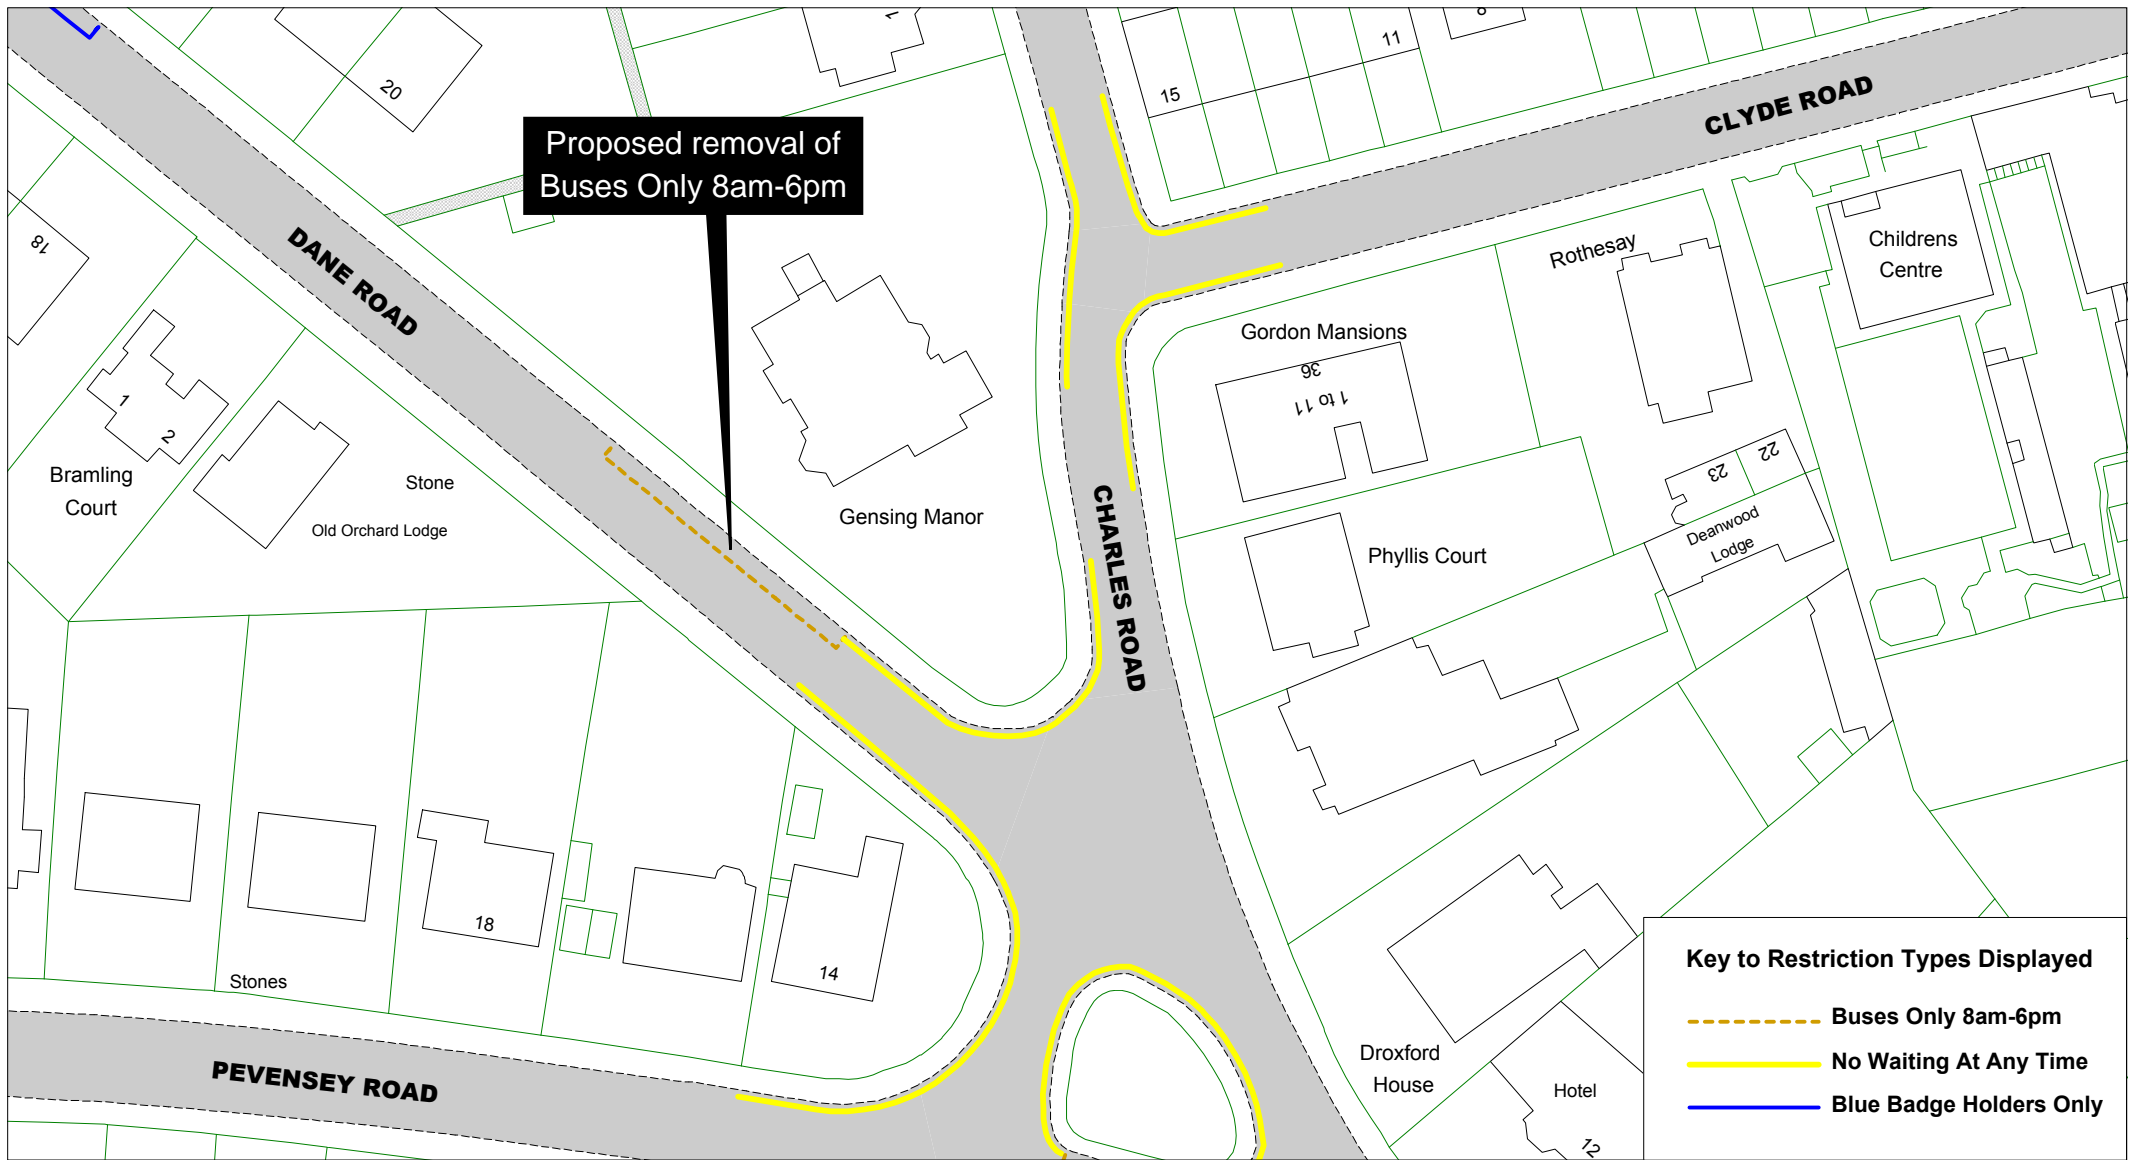 20
11
15
CLYDE ROAD
Proposed removal of
Buses Only 8am-6pm
18
DANE ROAD
Rothesay
Childrens
Centre
Gordon Mansions
36
1 to 11
1
2
Bramling
Court
Stone
Old Orchard Lodge
Gensing Manor
CHARLES ROAD
Phyllis Court
23
22
Deanwood
Lodge
18
14
Stones
PEVENSEY ROAD
Droxford
House
Hotel
12
Key to Restriction Types Displayed
Buses Only 8am-6pm
No Waiting At Any Time
Blue Badge Holders Only